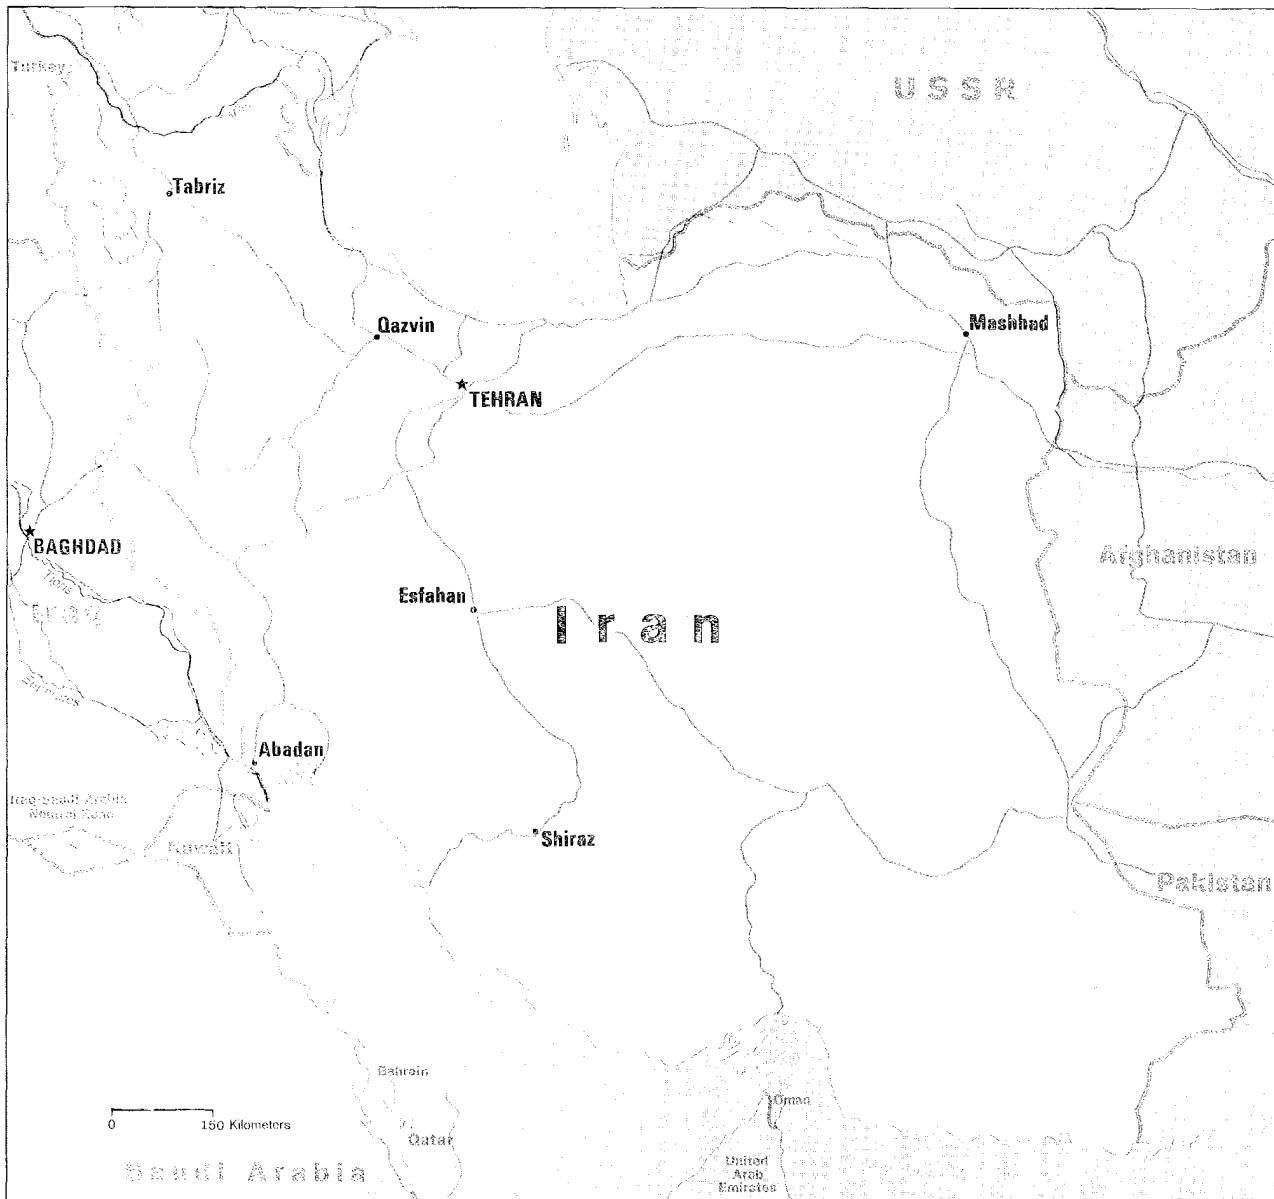 Turkey
USSR
Tabriz
Qazvin
Mashhad
TEHRAN
BAGHDAD
Tigris
Iraq
Afghanistan
Esfahan
Iran
Euphrates
Abadan
Iraq-Saudi Arabia
Neutral Zone
Shiraz
Kuwait
Pakistan
Bahrain
Oman
0
150 Kilometers
Qatar
Saudi Arabia
United
Arab
Emirates